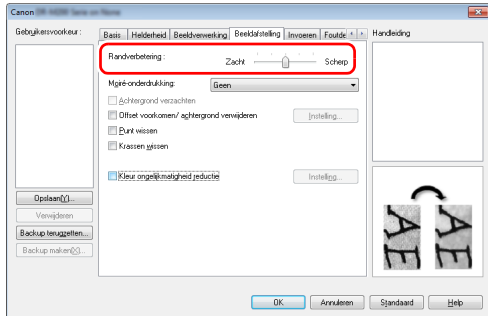 Canon
Gebruikersvoorkeur :
Basis Helderheid Beeldverwerking Beeldafstelling Invoeren Foutde
Handleiding
Randverbetering :
Zacht Scherp
Moiré-onderdrukking: Geen
Achtergrond verzachten
Offset voorkomen/ achtergrond verwijderen Instelling...
Punt wissen
Krassen wissen
Kleur ongelijkmatigheid reductie Instelling...
Opslaan(Y)...
Verwijderen
Backup terugzetten...
Backup maken(X)...
AE AE
OK Annuleren Standaard Help